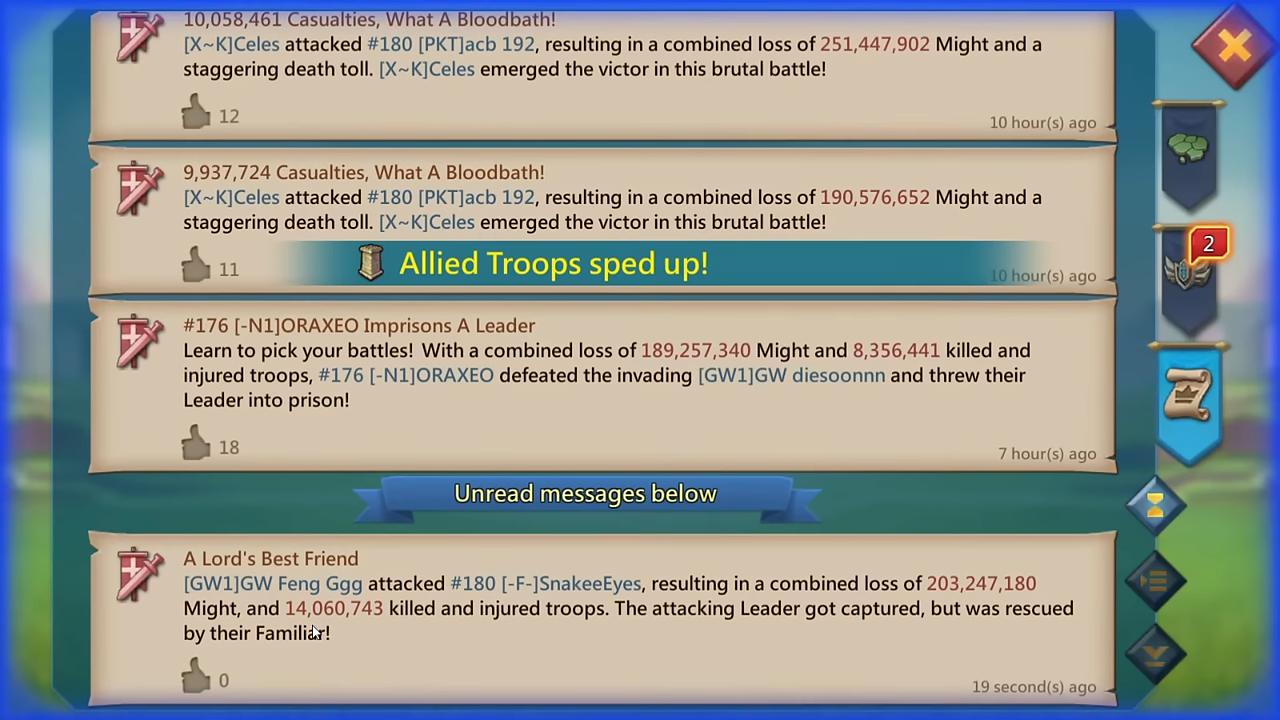 10,058,461 Casualties, What A Bloodbath!
[X~K]Celes attacked #180 [PKT]acb 192, resulting in a combined loss of 251,447,902 Might and a
staggering death toll. [X~K]Celes emerged the victor in this brutal battle!
12
10 hour(s) ago
9,937,724 Casualties, What A Bloodbath!
[X~K]Celes attacked #180 [PKT]acb 192, resulting in a combined loss of 190,576,652 Might and a
staggering death toll. [X~K]Celes emerged the victor in this brutal battle!
2
Allied Troops sped up!
11
10 hour(s) ago
#176 [-N1]ORAXEO Imprisons A Leader
Learn to pick your battles! With a combined loss of 189,257,340 Might and 8,356,441 killed and
injured troops, #176 [-N1]ORAXEO defeated the invading [GW1]GW diesoonnn and threw their
Leader into prison!
18
7 hour(s) ago
Unread messages below
A Lord's Best Friend
[GW1]GW Feng Ggg attacked #180 [-F-]SnakeeEyes, resulting in a combined loss of 203,247,180
Might, and 14,060,743 killed and injured troops. The attacking Leader got captured, but was rescued
by their Familiar!
0
19 second(s) ago